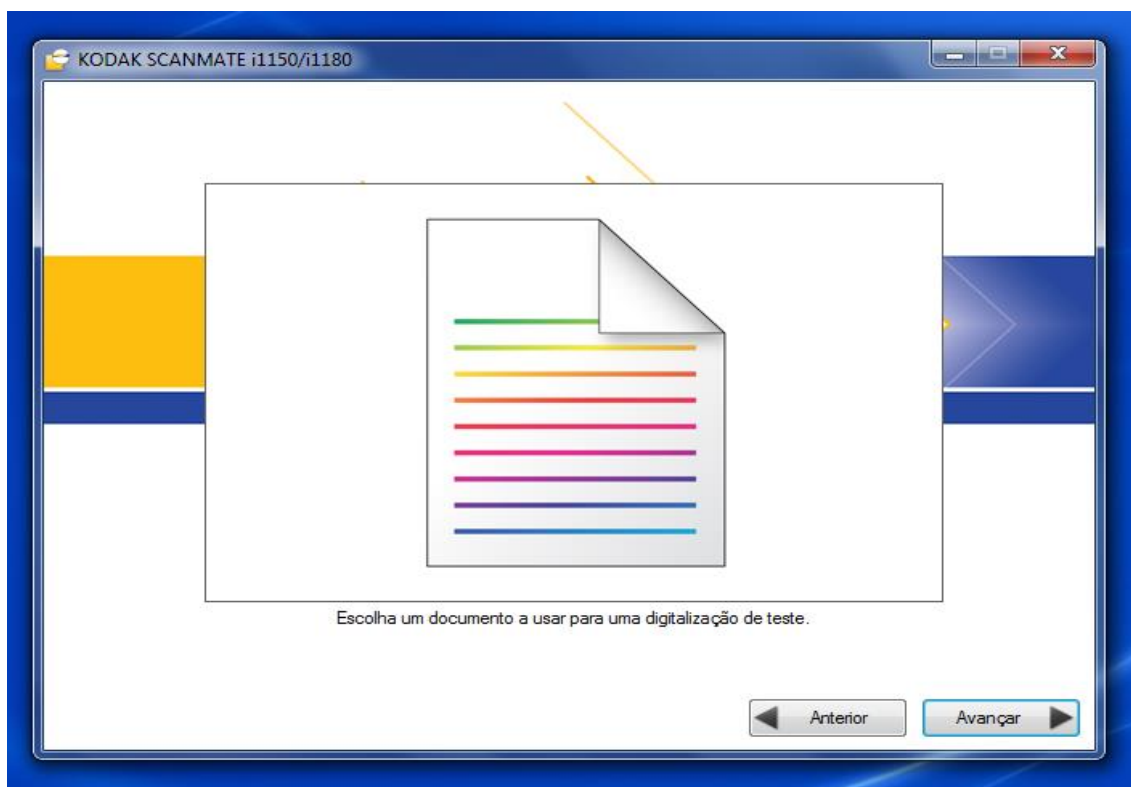 KODAK SCANMATE i1150/i1180
Escolha um documento a usar para uma digitalização de teste.
Anterior
Avançar